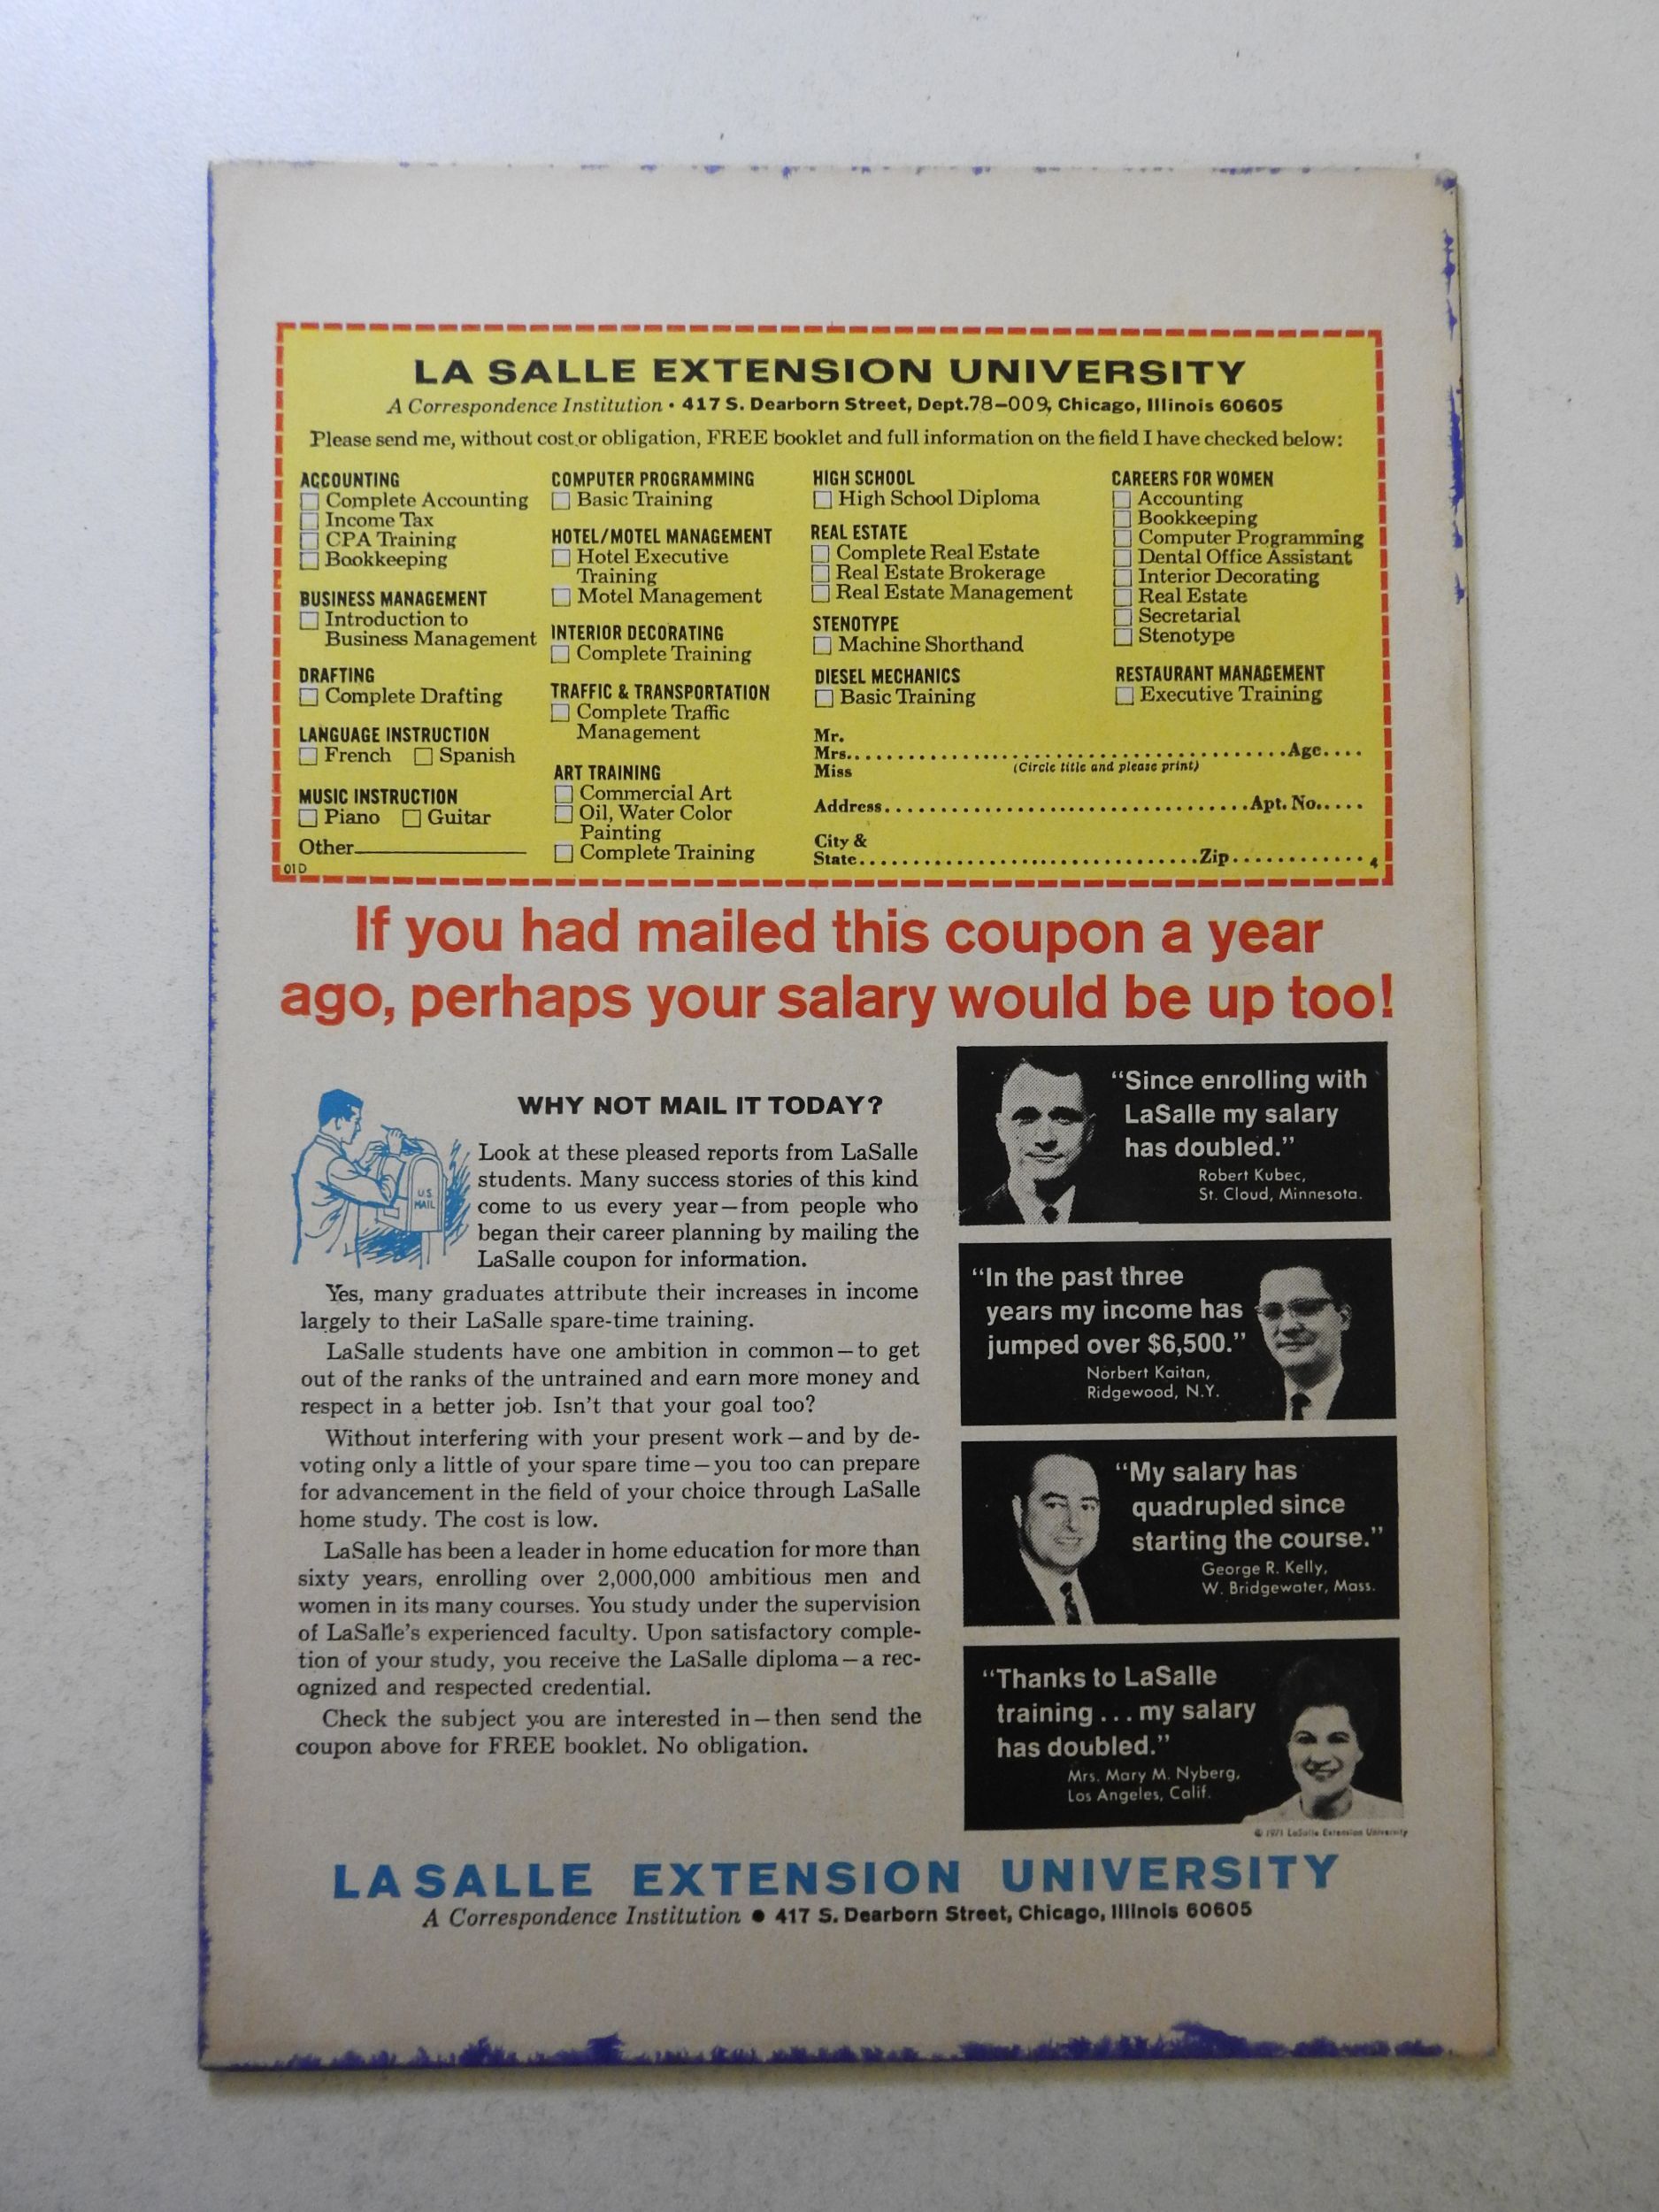 LA SALLE EXTENSION UNIVERSITY
A Correspondence Institution • 417 S. Dearborn Street, Dept.78-009, Chicago, Illinois 60605
Please send me, without cost or obligation, FREE booklet and full information on the field I have checked below:
ACCOUNTING
Complete Accounting
Income Tax
CPA Training
Bookkeeping
BUSINESS MANAGEMENT
Introduction to
Business Management
DRAFTING
Complete Drafting
LANGUAGE INSTRUCTION
French Spanish
MUSIC INSTRUCTION
Piano Guitar
Other
01D
COMPUTER PROGRAMMING
Basic Training
HOTEL/MOTEL MANAGEMENT
Hotel Executive
Training
Motel Management
INTERIOR DECORATING
Complete Training
TRAFFIC & TRANSPORTATION
Complete Traffic
Management
ART TRAINING
Commercial Art
Oil, Water Color
Painting
Complete Training
HIGH SCHOOL
High School Diploma
REAL ESTATE
Complete Real Estate
Real Estate Brokerage
Real Estate Management
STENOTYPE
Machine Shorthand
DIESEL MECHANICS
Basic Training
CAREERS FOR WOMEN
Accounting
Bookkeeping
Computer Programming
Dental Office Assistant
Interior Decorating
Real Estate
Secretarial
Stenotype
RESTAURANT MANAGEMENT
Executive Training
Mr.
Mrs. Age
Miss (Circle title and please print)
Address Apt. No.
City &
State Zip 4
If you had mailed this coupon a year
ago, perhaps your salary would be up too!
WHY NOT MAIL IT TODAY?
U.S.
MAIL
Look at these pleased reports from LaSalle
students. Many success stories of this kind
come to us every year—from people who
began their career planning by mailing the
LaSalle coupon for information.
Yes, many graduates attribute their increases in income
largely to their LaSalle spare-time training.
LaSalle students have one ambition in common—to get
out of the ranks of the untrained and earn more money and
respect in a better job. Isn't that your goal too?
Without interfering with your present work—and by de-
voting only a little of your spare time—you too can prepare
for advancement in the field of your choice through LaSalle
home study. The cost is low.
LaSalle has been a leader in home education for more than
sixty years, enrolling over 2,000,000 ambitious men and
women in its many courses. You study under the supervision
of LaSalle's experienced faculty. Upon satisfactory comple-
tion of your study, you receive the LaSalle diploma—a rec-
ognized and respected credential.
Check the subject you are interested in—then send the
coupon above for FREE booklet. No obligation.
"Since enrolling with
LaSalle my salary
has doubled."
Robert Kubec,
St. Cloud, Minnesota.
"In the past three
years my income has
jumped over $6,500."
Norbert Kaitan,
Ridgewood, N.Y.
"My salary has
quadrupled since
starting the course."
George R. Kelly,
W. Bridgewater, Mass.
"Thanks to LaSalle
training . . . my salary
has doubled."
Mrs. Mary M. Nyberg,
Los Angeles, Calif.
© 1971 LaSalle Extension University
LA SALLE EXTENSION UNIVERSITY
A Correspondence Institution • 417 S. Dearborn Street, Chicago, Illinois 60605